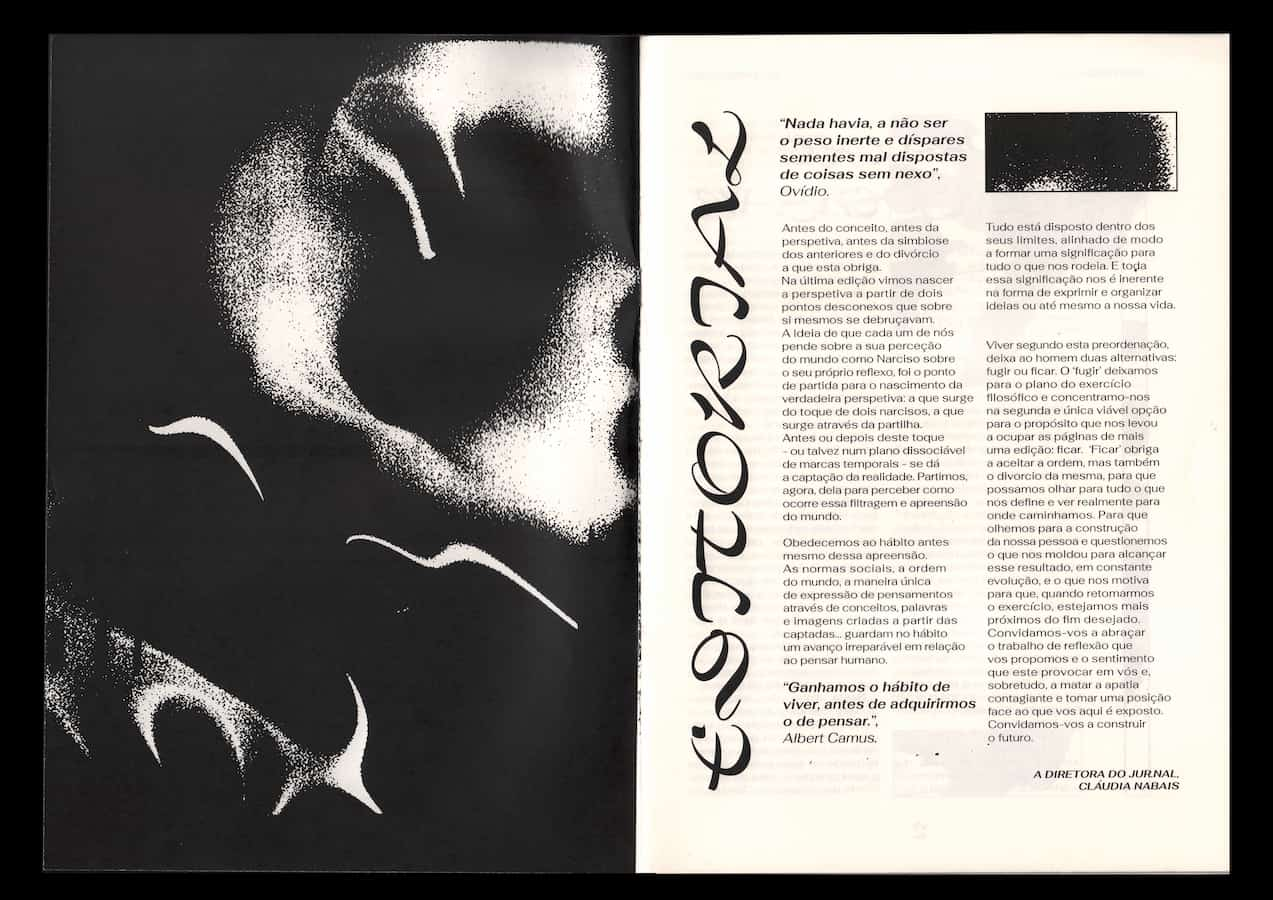 EDITORIAL
“Nada havia, a não ser
o peso inerte e díspares
sementes mal dispostas
de coisas sem nexo”,
Ovídio.
Antes do conceito, antes da
perspetiva, antes da simbiose
dos anteriores e do divórcio
a que esta obriga.
Na última edição vimos nascer
a perspetiva a partir de dois
pontos desconexos que sobre
si mesmos se debruçavam.
A ideia de que cada um de nós
pende sobre a sua perceção
do mundo como Narciso sobre
o seu próprio reflexo, foi o ponto
de partida para o nascimento da
verdadeira perspetiva: a que surge
do toque de dois narcisos, a que
surge através da partilha.
Antes ou depois deste toque
- ou talvez num plano dissociável
de marcas temporais - se dá
a captação da realidade. Partimos,
agora, dela para perceber como
ocorre essa filtragem e apreensão
do mundo.
Obedecemos ao hábito antes
mesmo dessa apreensão.
As normas sociais, a ordem
do mundo, a maneira única
de expressão de pensamentos
através de conceitos, palavras
e imagens criadas a partir das
captadas... guardam no hábito
um avanço irreparável em relação
ao pensar humano.
“Ganhamos o hábito de
viver, antes de adquirirmos
o de pensar.”,
Albert Camus.
Tudo está disposto dentro dos
seus limites, alinhado de modo
a formar uma significação para
tudo o que nos rodeia. E toda
essa significação nos é inerente
na forma de exprimir e organizar
ideias ou até mesmo a nossa vida.
Viver segundo esta preordenação,
deixa ao homem duas alternativas:
fugir ou ficar. O ‘fugir’ deixamos
para o plano do exercício
filosófico e concentramo-nos
na segunda e única viável opção
para o propósito que nos levou
a ocupar as páginas de mais
uma edição: ficar. ‘Ficar’ obriga
a aceitar a ordem, mas também
o divorcio da mesma, para que
possamos olhar para tudo o que
nos define e ver realmente para
onde caminhamos. Para que
olhemos para a construção
da nossa pessoa e questionemos
o que nos moldou para alcançar
esse resultado, em constante
evolução, e o que nos motiva
para que, quando retomarmos
o exercício, estejamos mais
próximos do fim desejado.
Convidamos-vos a abraçar
o trabalho de reflexão que
vos propomos e o sentimento
que este provocar em vós e,
sobretudo, a matar a apatia
contagiante e tomar uma posição
face ao que vos aqui é exposto.
Convidamos-vos a construir
o futuro.
A DIRETORA DO JUR.NAL,
CLÁUDIA NABAIS